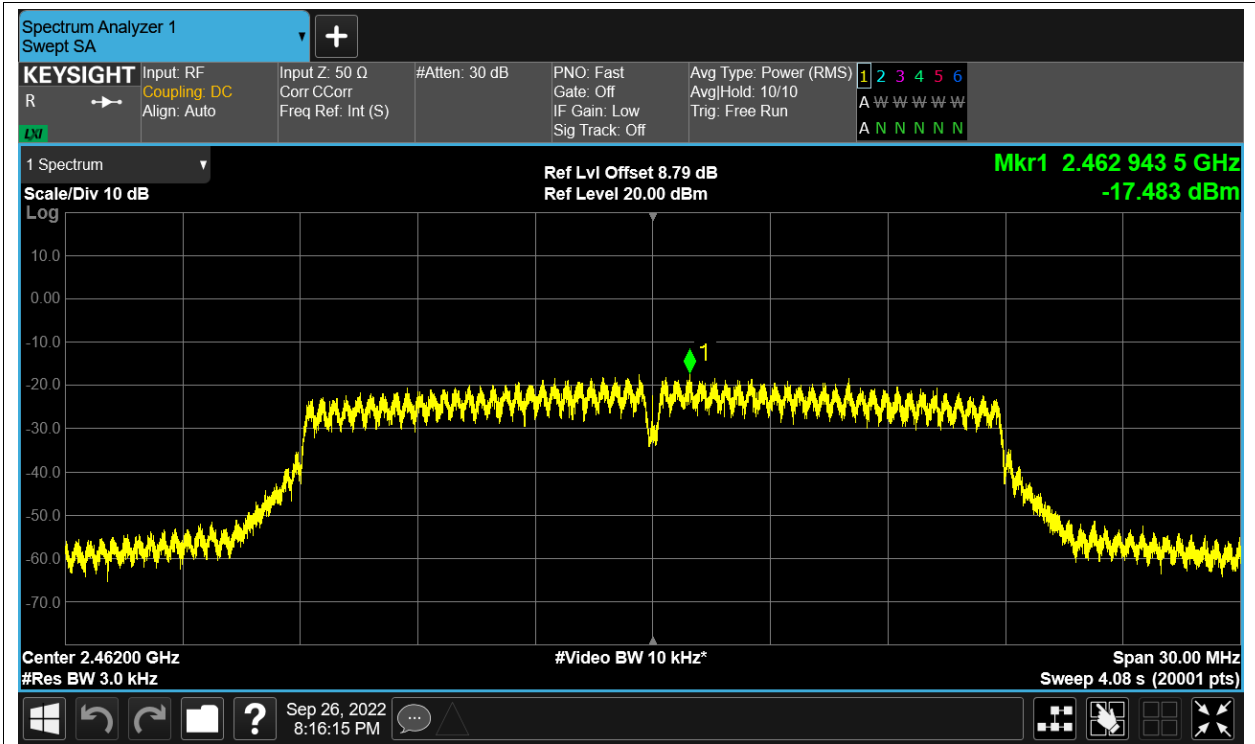 Spectrum Analyzer 1
Swept SA
KEYSIGHT
R
LXI
Input: RF
Coupling: DC
Align: Auto
Input Z: 50 Ω
Corr CCorr
Freq Ref: Int (S)
#Atten: 30 dB
PNO: Fast
Gate: Off
IF Gain: Low
Sig Track: Off
Avg Type: Power (RMS)
Avg|Hold: 10/10
Trig: Free Run
1 2 3 4 5 6
A W W W W W
A N N N N N
1 Spectrum
Scale/Div 10 dB
Log
Ref Lvl Offset 8.79 dB
Ref Level 20.00 dBm
Mkr1 2.462 943 5 GHz
-17.483 dBm
10.0
0.00
-10.0
1
-20.0
-30.0
-40.0
-50.0
-60.0
-70.0
Center 2.46200 GHz
#Video BW 10 kHz*
Span 30.00 MHz
#Res BW 3.0 kHz
Sweep 4.08 s (20001 pts)
?
Sep 26, 2022
8:16:15 PM